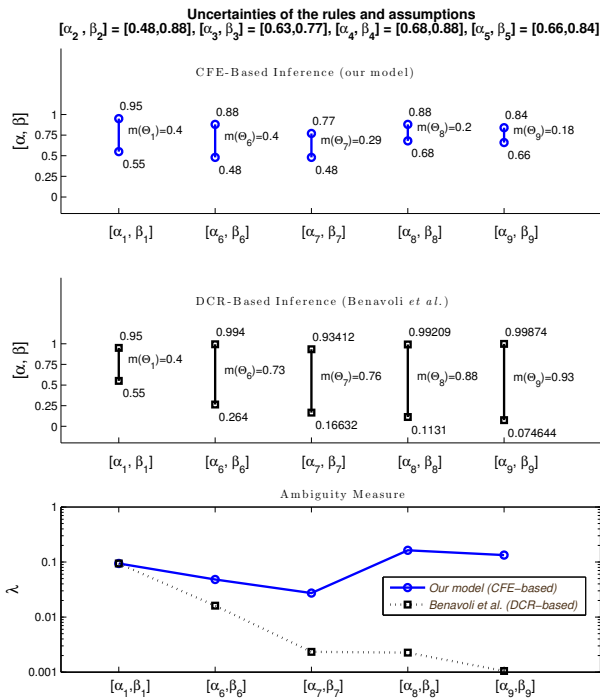 Uncertainties of the rules and assumptions
[α2 , β2] = [0.48,0.88], [α3, β3] = [0.63,0.77], [α4, β4] = [0.68,0.88], [α5, β5] = [0.66,0.84]
CFE-Based Inference (our model)
[α, β]
1
0.75
0.5
0.25
0
0.95
m(Θ1)=0.4
0.55
0.88
m(Θ6)=0.4
0.48
0.77
m(Θ7)=0.29
0.48
0.88
m(Θ8)=0.2
0.68
0.84
m(Θ9)=0.18
0.66
[α1, β1] [α6, β6] [α7, β7] [α8, β8] [α9, β9]
DCR-Based Inference (Benavoli et al.)
[α, β]
1
0.75
0.5
0.25
0
0.95
m(Θ1)=0.4
0.55
0.994
m(Θ6)=0.73
0.264
0.93412
m(Θ7)=0.76
0.16632
0.99209
m(Θ8)=0.88
0.1131
0.99874
m(Θ9)=0.93
0.074644
[α1, β1] [α6, β6] [α7, β7] [α8, β8] [α9, β9]
Ambiguity Measure
λ
1
0.1
0.01
0.001
Our model (CFE−based)
Benavoli et al. (DCR−based)
[α1,β1] [α6,β6] [α7,β7] [α8,β8] [α9,β9]